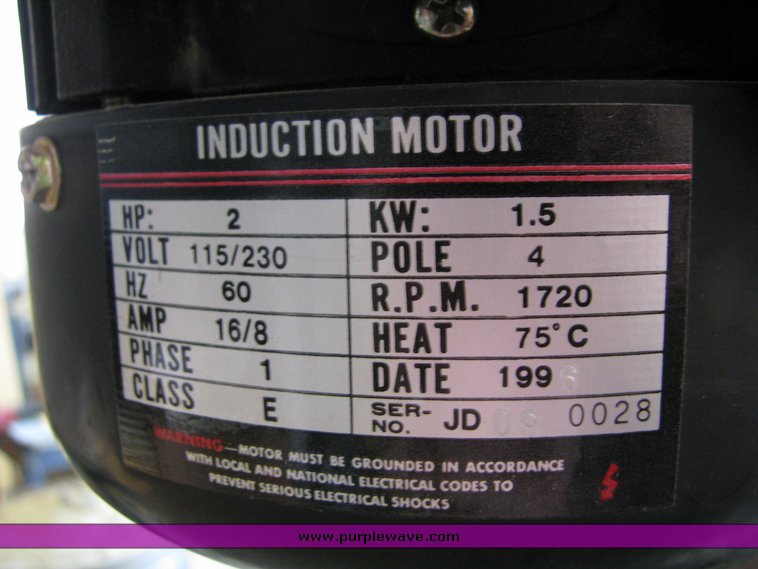 INDUCTION MOTOR
HP: 2 KW: 1.5
VOLT 115/230 POLE 4
HZ 60 R.P.M. 1720
AMP 16/8 HEAT 75°C
PHASE 1 DATE 199
CLASS E SER-NO. JD 0028
WARNING—MOTOR MUST BE GROUNDED IN ACCORDANCE
WITH LOCAL AND NATIONAL ELECTRICAL CODES TO
PREVENT SERIOUS ELECTRICAL SHOCKS
www.purplewave.com